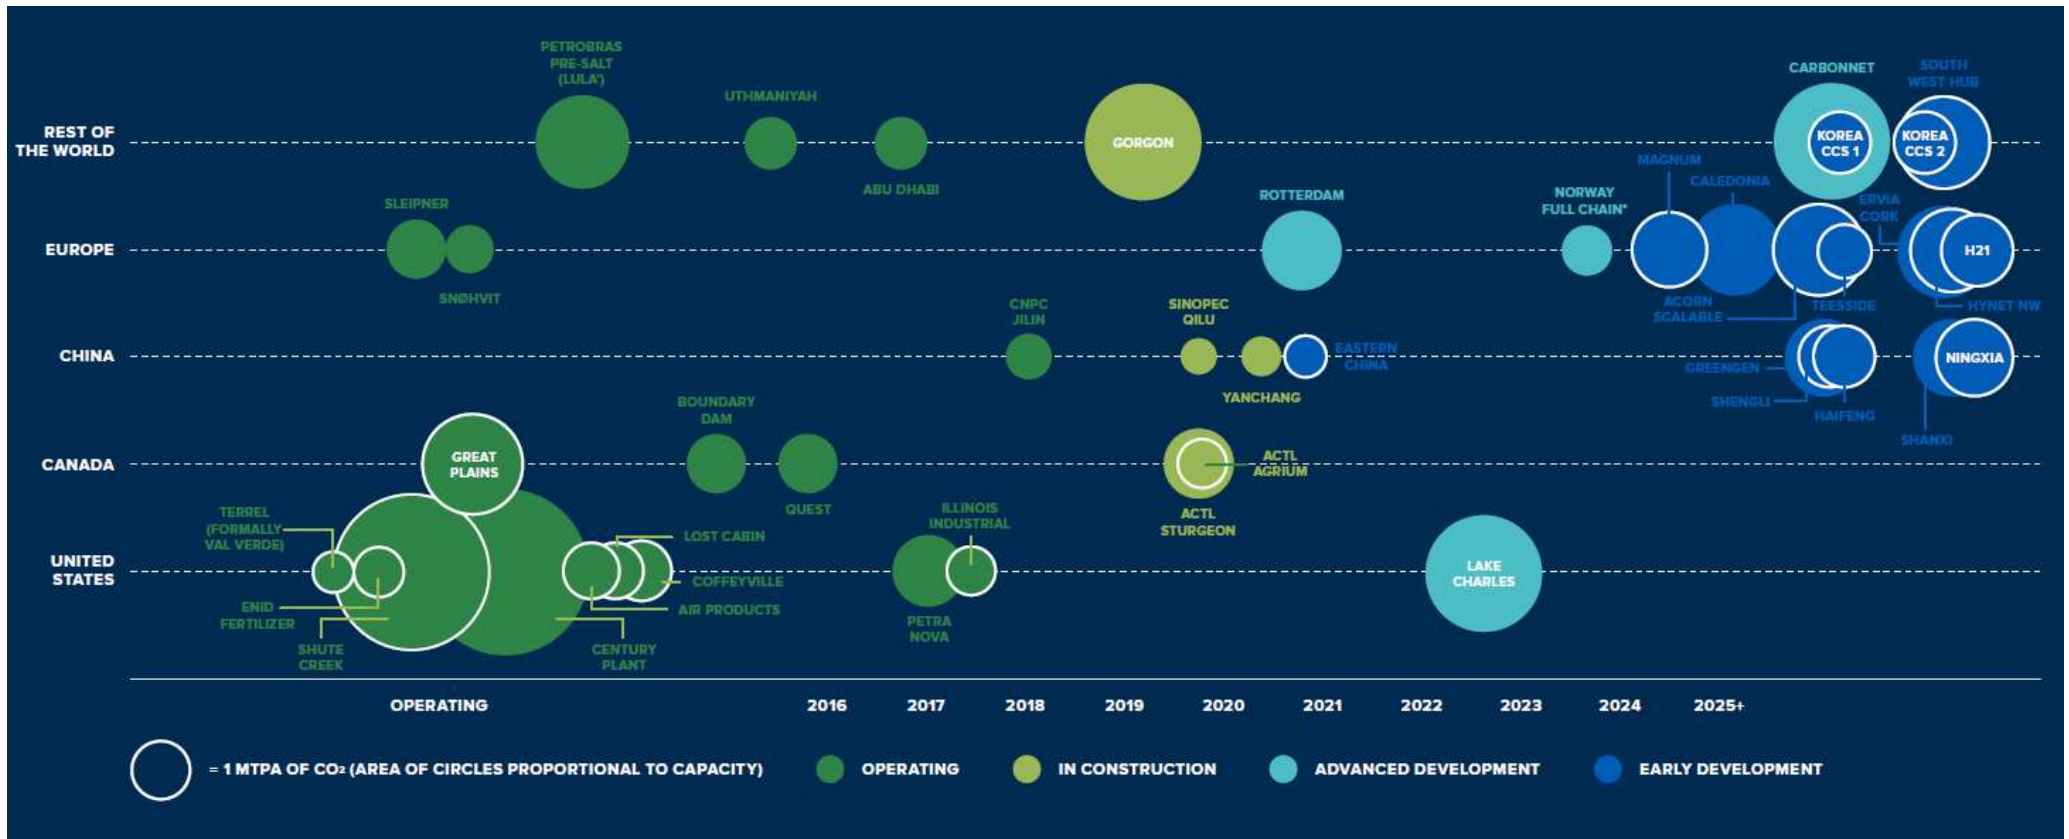 PETROBRAS
PRE-SALT
(LULA')
UTHMANIYAH
ABU DHABI
GORGON
CARBONNET
KOREA
CCS 1
SOUTH
WEST HUB
KOREA
CCS 2
REST OF
THE WORLD
SLEIPNER
SNØHVIT
ROTTERDAM
NORWAY
FULL CHAIN*
MAGNUM
CALEDONIA
ERVIA
CORK
H21
ACORN
SCALABLE
TEESSIDE
HYNET NW
EUROPE
CNPC
JILIN
SINOPEC
QILU
YANCHANG
EASTERN
CHINA
GREENGEN
SHENGLI
HAIFENG
NINGXIA
SHANXI
CHINA
GREAT
PLAINS
BOUNDARY
DAM
QUEST
ACTL
AGRIUM
ACTL
STURGEON
CANADA
TERREL
(FORMALLY
VAL VERDE)
ENID
FERTILIZER
SHUTE
CREEK
LOST CABIN
COFFEYVILLE
AIR PRODUCTS
CENTURY
PLANT
ILLINOIS
INDUSTRIAL
PETRA
NOVA
LAKE
CHARLES
UNITED
STATES
OPERATING 2016 2017 2018 2019 2020 2021 2022 2023 2024 2025+
= 1 MTPA OF CO2 (AREA OF CIRCLES PROPORTIONAL TO CAPACITY) OPERATING IN CONSTRUCTION ADVANCED DEVELOPMENT EARLY DEVELOPMENT